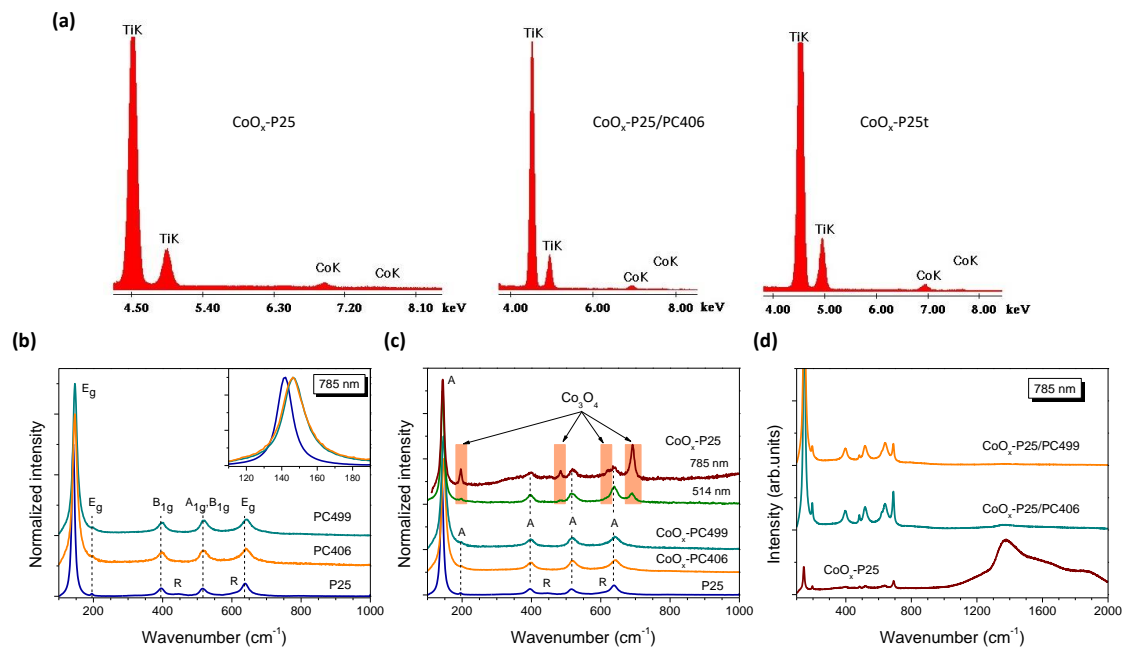 (a)
TiK
TiK
CoK
CoK
CoOₓ-P25
4.50 5.40 6.30 7.20 8.10 keV
TiK
TiK
CoK
CoK
CoOₓ-P25/PC406
4.00 6.00 8.00 keV
TiK
TiK
CoK
CoK
CoOₓ-P25t
4.00 5.00 6.00 7.00 8.00 keV
(b)
Normalized intensity
E_g
785 nm
120 140 160 180
E_g B₁g A₁g,B₁g E_g
PC499
PC406
R R
P25
200 400 600 800 1000
Wavenumber (cm⁻¹)
(c)
Normalized intensity
A
Co₃O₄
CoOₓ-P25
785 nm
514 nm
A A A A
CoOₓ-PC499
CoOₓ-PC406
R R
P25
200 400 600 800 1000
Wavenumber (cm⁻¹)
(d)
Intensity (arb.units)
785 nm
CoOₓ-P25/PC499
CoOₓ-P25/PC406
CoOₓ-P25
400 800 1200 1600 2000
Wavenumber (cm⁻¹)